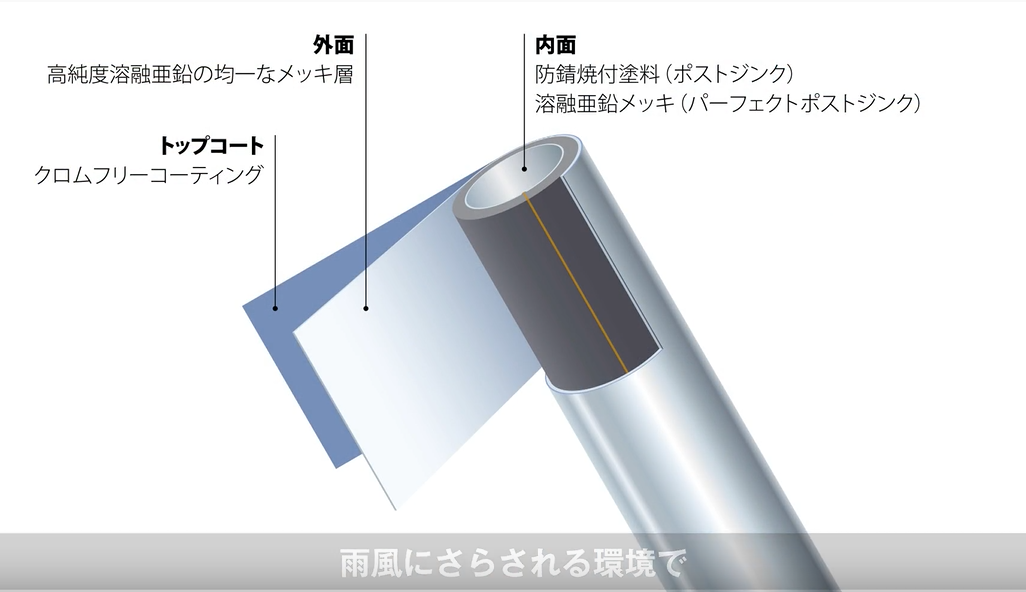 外面
高純度溶融亜鉛の均一なメッキ層
内面
防錆焼付塗料（ポストジンク）
溶融亜鉛メッキ（パーフェクトポストジンク）
トップコート
クロムフリーコーティング
雨風にさらされる環境で